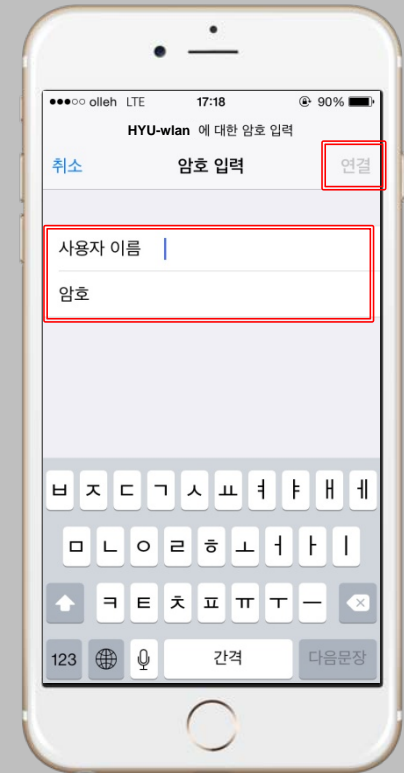 ●●●○○ olleh LTE 17:18 90%
HYU-wlan 에 대한 암호 입력
취소 암호 입력 연결
사용자 이름
암호
ㅂ ㅈ ㄷ ㄱ ㅅ ㅛ ㅕ ㅑ ㅐ ㅔ
ㅁ ㄴ ㅇ ㄹ ㅎ ㅗ ㅓ ㅏ ㅣ
ㅋ ㅌ ㅊ ㅍ ㅠ ㅜ ㅡ
123 간격 다음문장